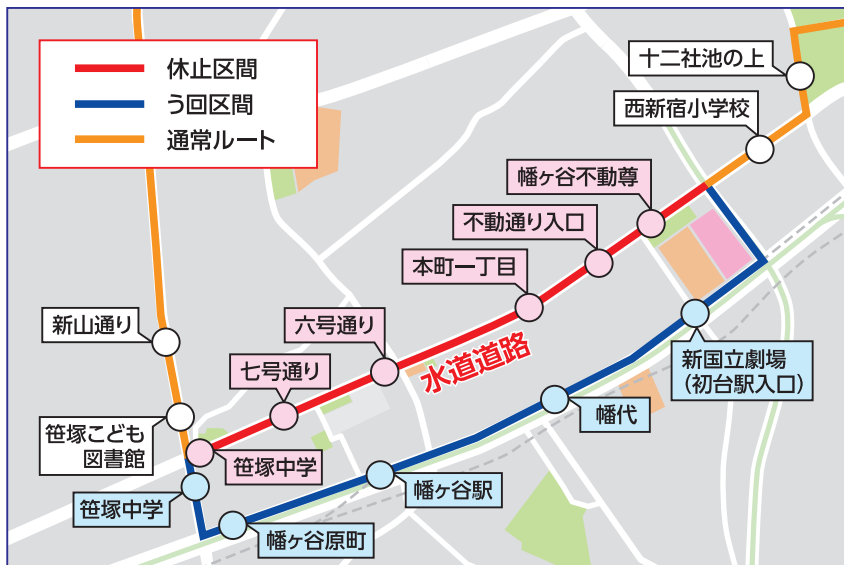 休止区間
う回区間
通常ルート
十二社池の上
西新宿小学校
幡ヶ谷不動尊
不動通り入口
本町一丁目
六号通り
七号通り
水道道路
新山通り
笹塚こども
図書館
笹塚中学
笹塚中学
幡ヶ谷原町
幡ヶ谷駅
幡代
新国立劇場
(初台駅入口)